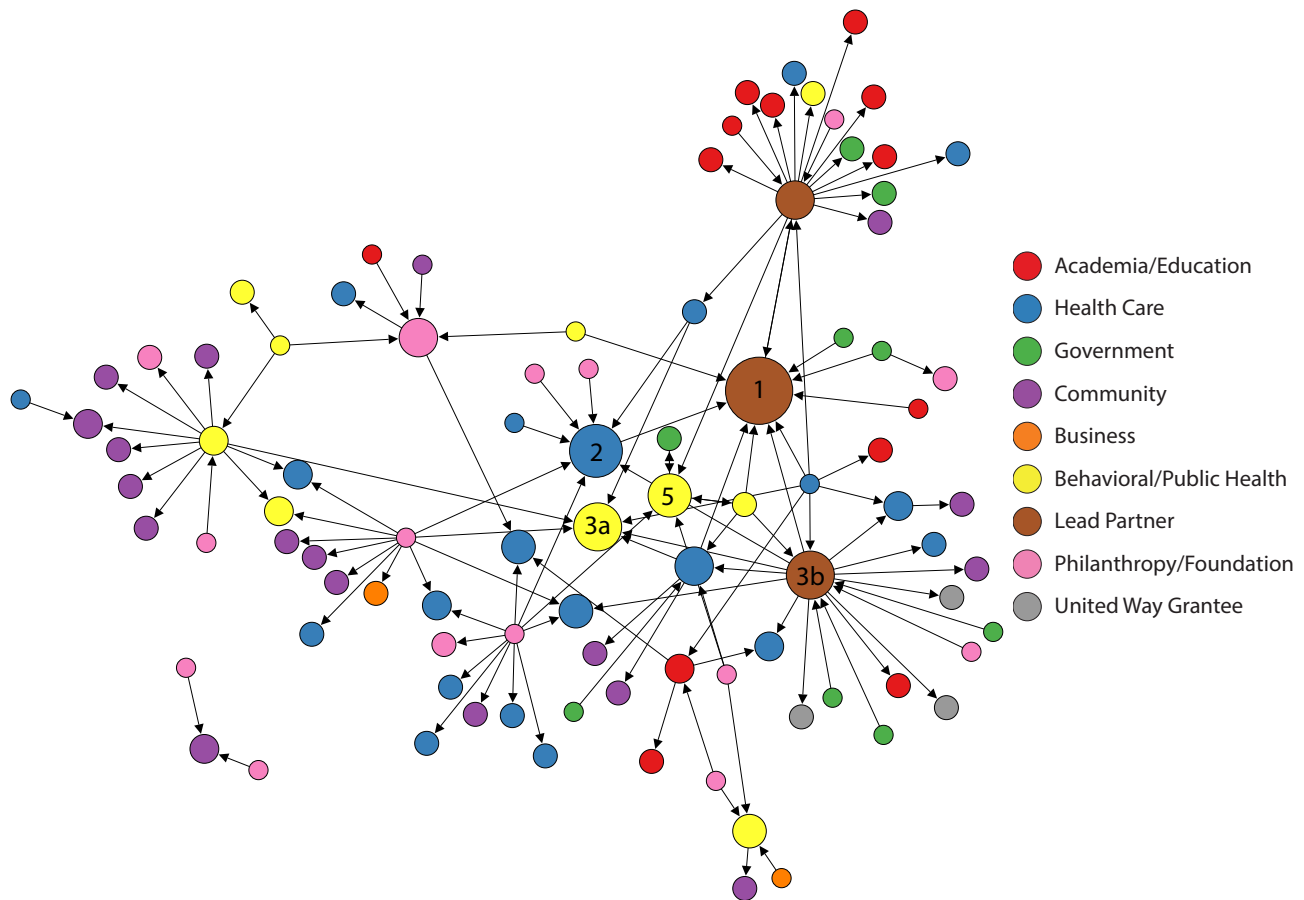 1
2
5
3a
3b
Academia/Education
Health Care
Government
Community
Business
Behavioral/Public Health
Lead Partner
Philanthropy/Foundation
United Way Grantee